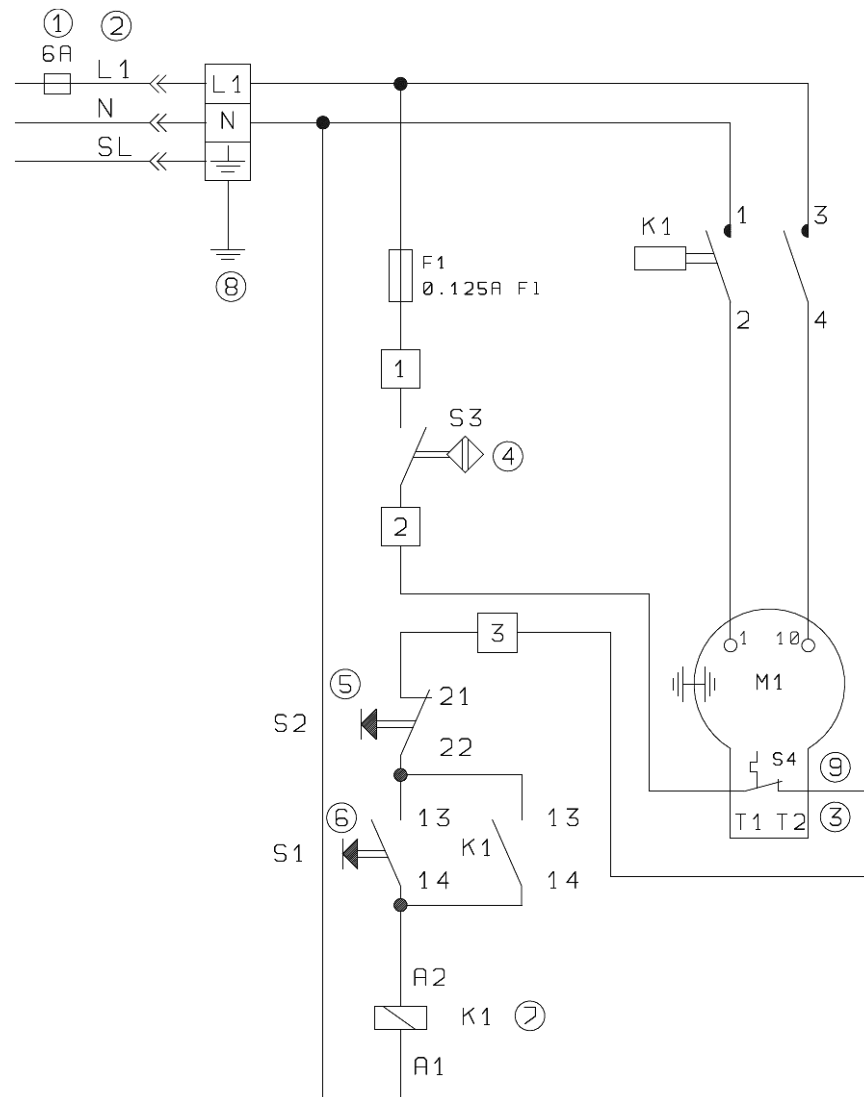 ① ②
6A
L1 L1
N N
SL
1 3
K1
F1
0.125A Fl
⑧
2 4
1
S3
④
2
3
1 10
M1
⑤
21
S2
22
S4 ⑨
⑥ 13 13 T1 T2 ③
S1 K1
14 14
A2
K1 ⑦
A1